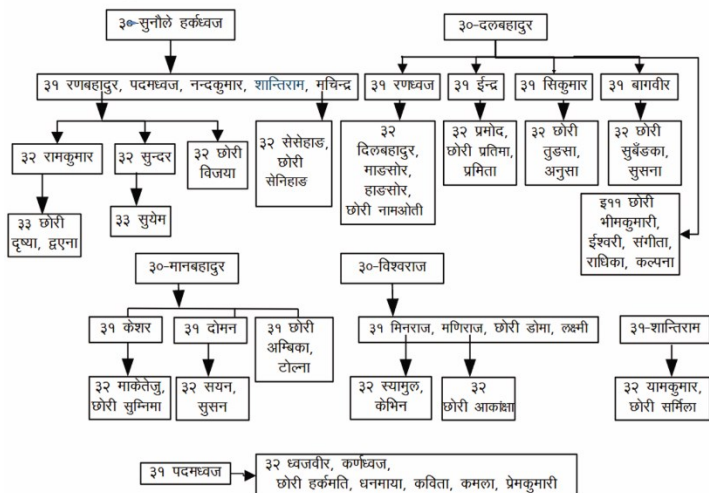 ३०-सुनौले हर्कध्वज
३०-दलबहादुर
३१ रणबहादुर, पदमध्वज, नन्दकुमार, शान्तिराम, मचिन्द्र
३१ रणध्वज
३१ ईन्द्र
३१ सिकुमार
३१ बागवीर
३२ रामकुमार
३२ सुन्दर
३२ छोरी
विजया
३२ सेसेहाङ,
छोरी
सेनिहाङ
३२
दिलबहादुर,
माङसोर,
हाङसोर,
छोरी नामओती
३२ प्रमोद,
छोरी प्रतिमा,
प्रमिता
३२ छोरी
तुङसा,
अनुसा
३२ छोरी
सुबँङका,
सुसना
३३ छोरी
दृष्या, द्वएना
३३ सुयेम
इ११ छोरी
भीमकुमारी,
ईश्वरी, संगीता,
राधिका, कल्पना
३०-मानबहादुर
३०-विश्वराज
३१ केशर
३१ दोमन
३१ छोरी
अम्बिका,
टोल्ना
३१ मिनराज, मणिराज, छोरी डोमा, लक्ष्मी
३१-शान्तिराम
३२ माकेतेजु,
छोरी सुम्निमा
३२ सयन,
सुसन
३२ स्यामुल,
केभिन
३२
छोरी आकांक्षा
३२ यामकुमार,
छोरी सर्मिला
३१ पदमध्वज
३२ ध्वजवीर, कर्णध्वज,
छोरी हर्कमति, धनमाया, कविता, कमला, प्रेमकुमारी